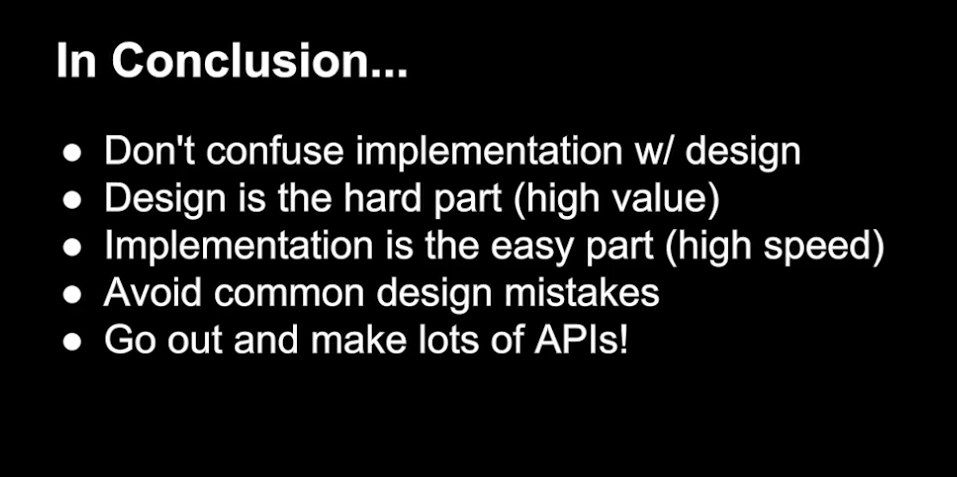 In Conclusion...
● Don't confuse implementation w/ design
● Design is the hard part (high value)
● Implementation is the easy part (high speed)
● Avoid common design mistakes
● Go out and make lots of APIs!